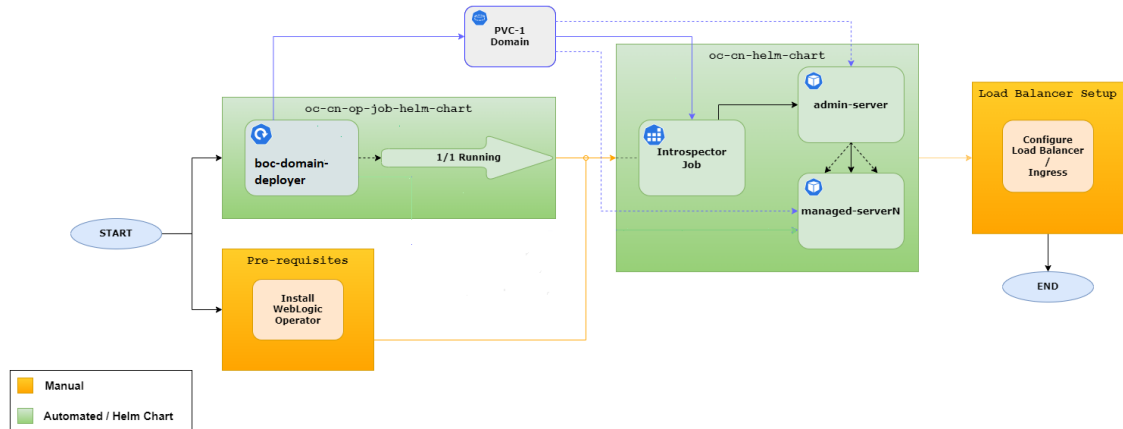 PVC-1
Domain
oc-cn-op-job-helm-chart
boc-domain-
deployer
1/1 Running
START
Pre-requisites
Install
WebLogic
Operator
oc-cn-helm-chart
admin-server
Introspector
Job
managed-serverN
Load Balancer Setup
Configure
Load Balancer
/
Ingress
END
Manual
Automated / Helm Chart